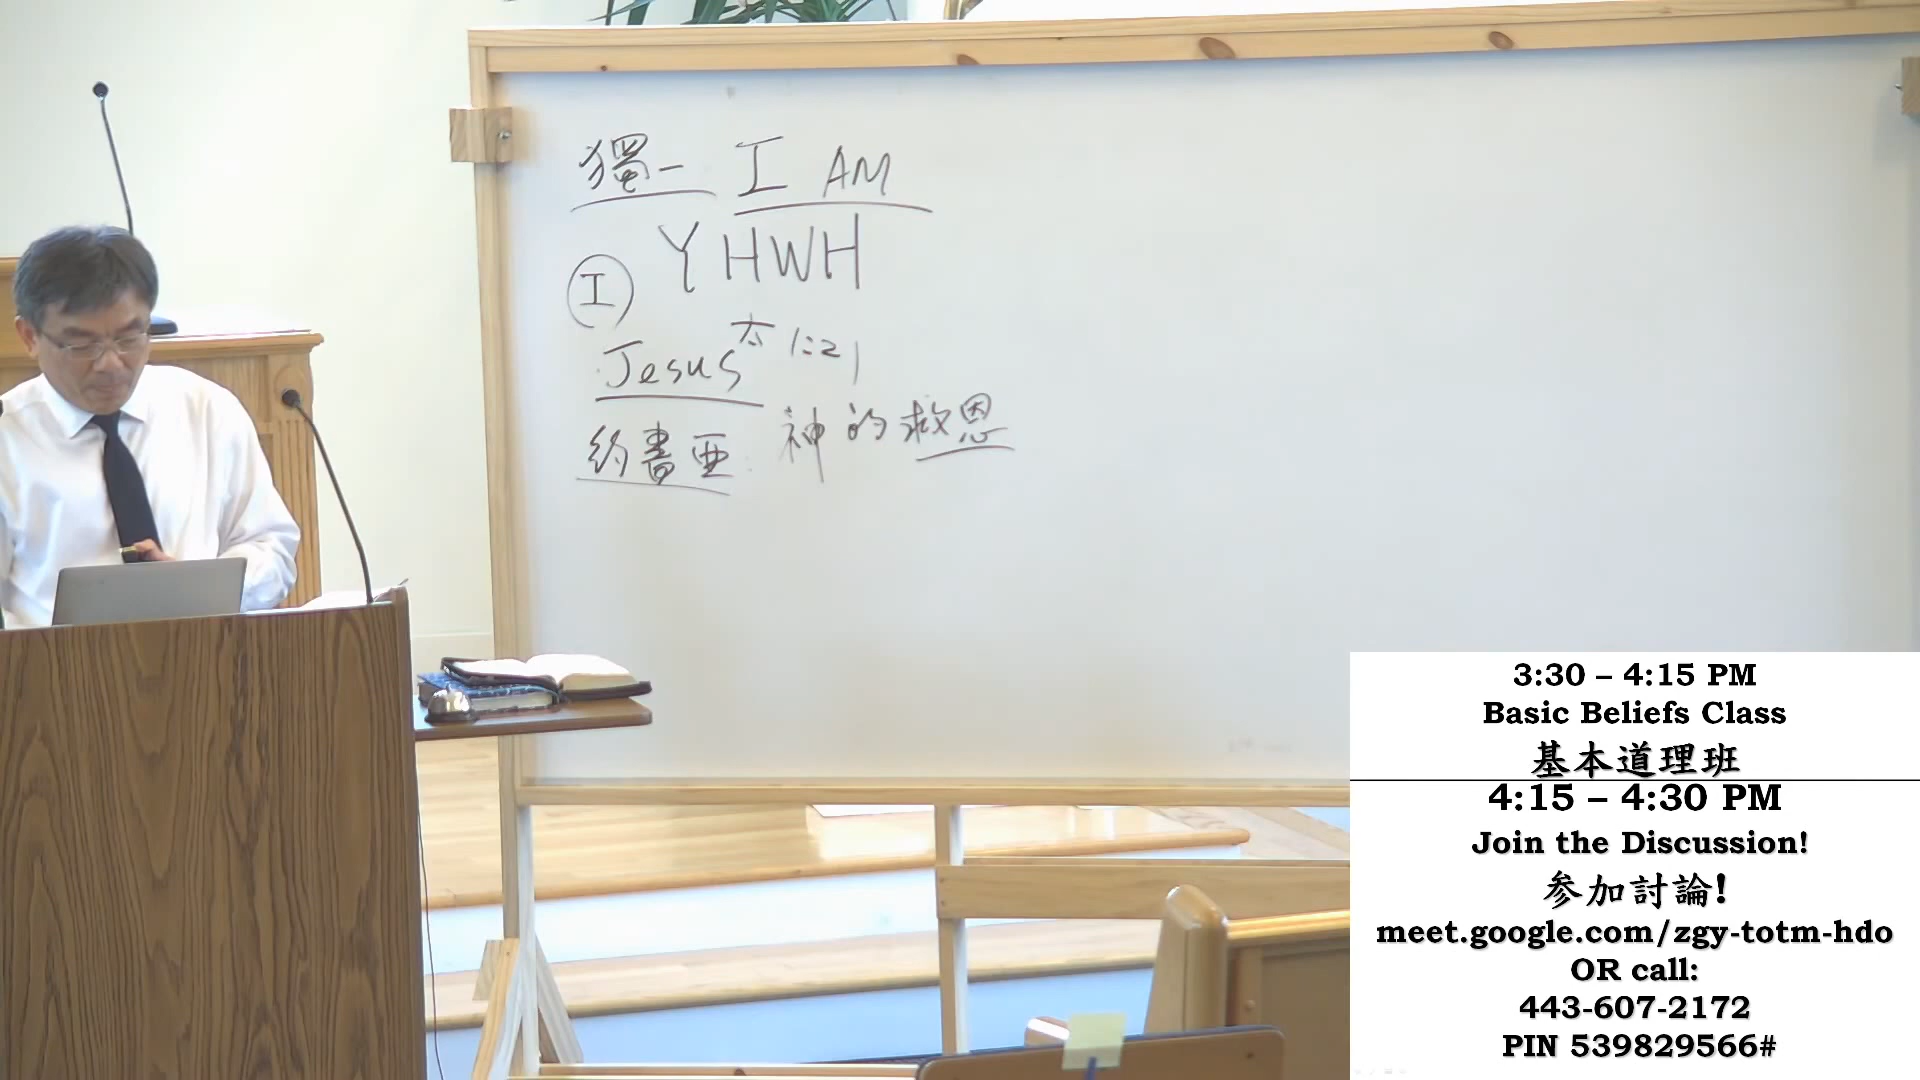 獨一 I AM
YHWH
I
Jesus 太 1:21
約書亞: 神的救恩
3:30 – 4:15 PM
Basic Beliefs Class
基本道理班
4:15 – 4:30 PM
Join the Discussion!
參加討論!
meet.google.com/zgy-totm-hdo
OR call:
443-607-2172
PIN 539829566#